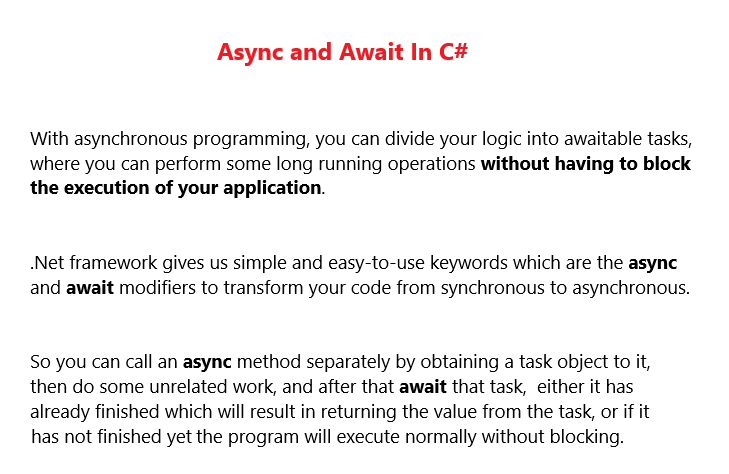 Async and Await In C#
With asynchronous programming, you can divide your logic into awaitable tasks,
where you can perform some long running operations without having to block
the execution of your application.
.Net framework gives us simple and easy-to-use keywords which are the async
and await modifiers to transform your code from synchronous to asynchronous.
So you can call an async method separately by obtaining a task object to it,
then do some unrelated work, and after that await that task,  either it has
already finished which will result in returning the value from the task, or if it
has not finished yet the program will execute normally without blocking.